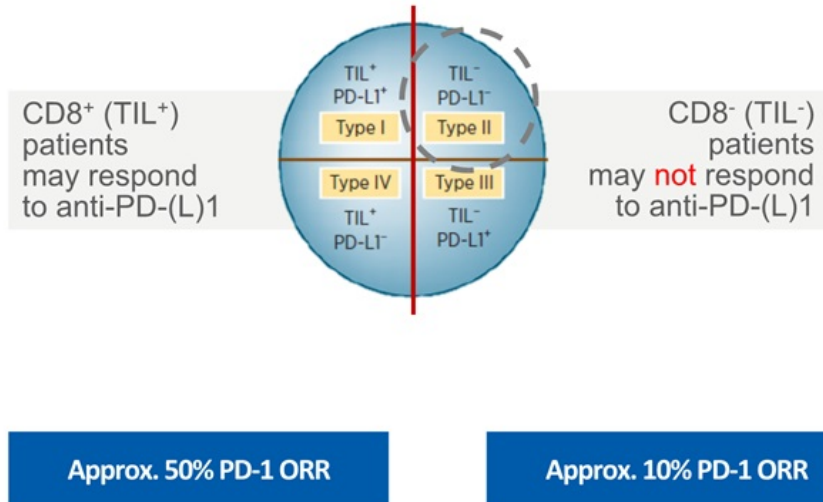 CD8⁺ (TIL⁺)
patients
may respond
to anti-PD-(L)1
TIL⁺
PD-L1⁺
Type I
TIL⁻
PD-L1⁻
Type II
Type IV
TIL⁺
PD-L1⁻
Type III
TIL⁻
PD-L1⁺
CD8⁻ (TIL⁻)
patients
may not respond
to anti-PD-(L)1
Approx. 50% PD-1 ORR
Approx. 10% PD-1 ORR